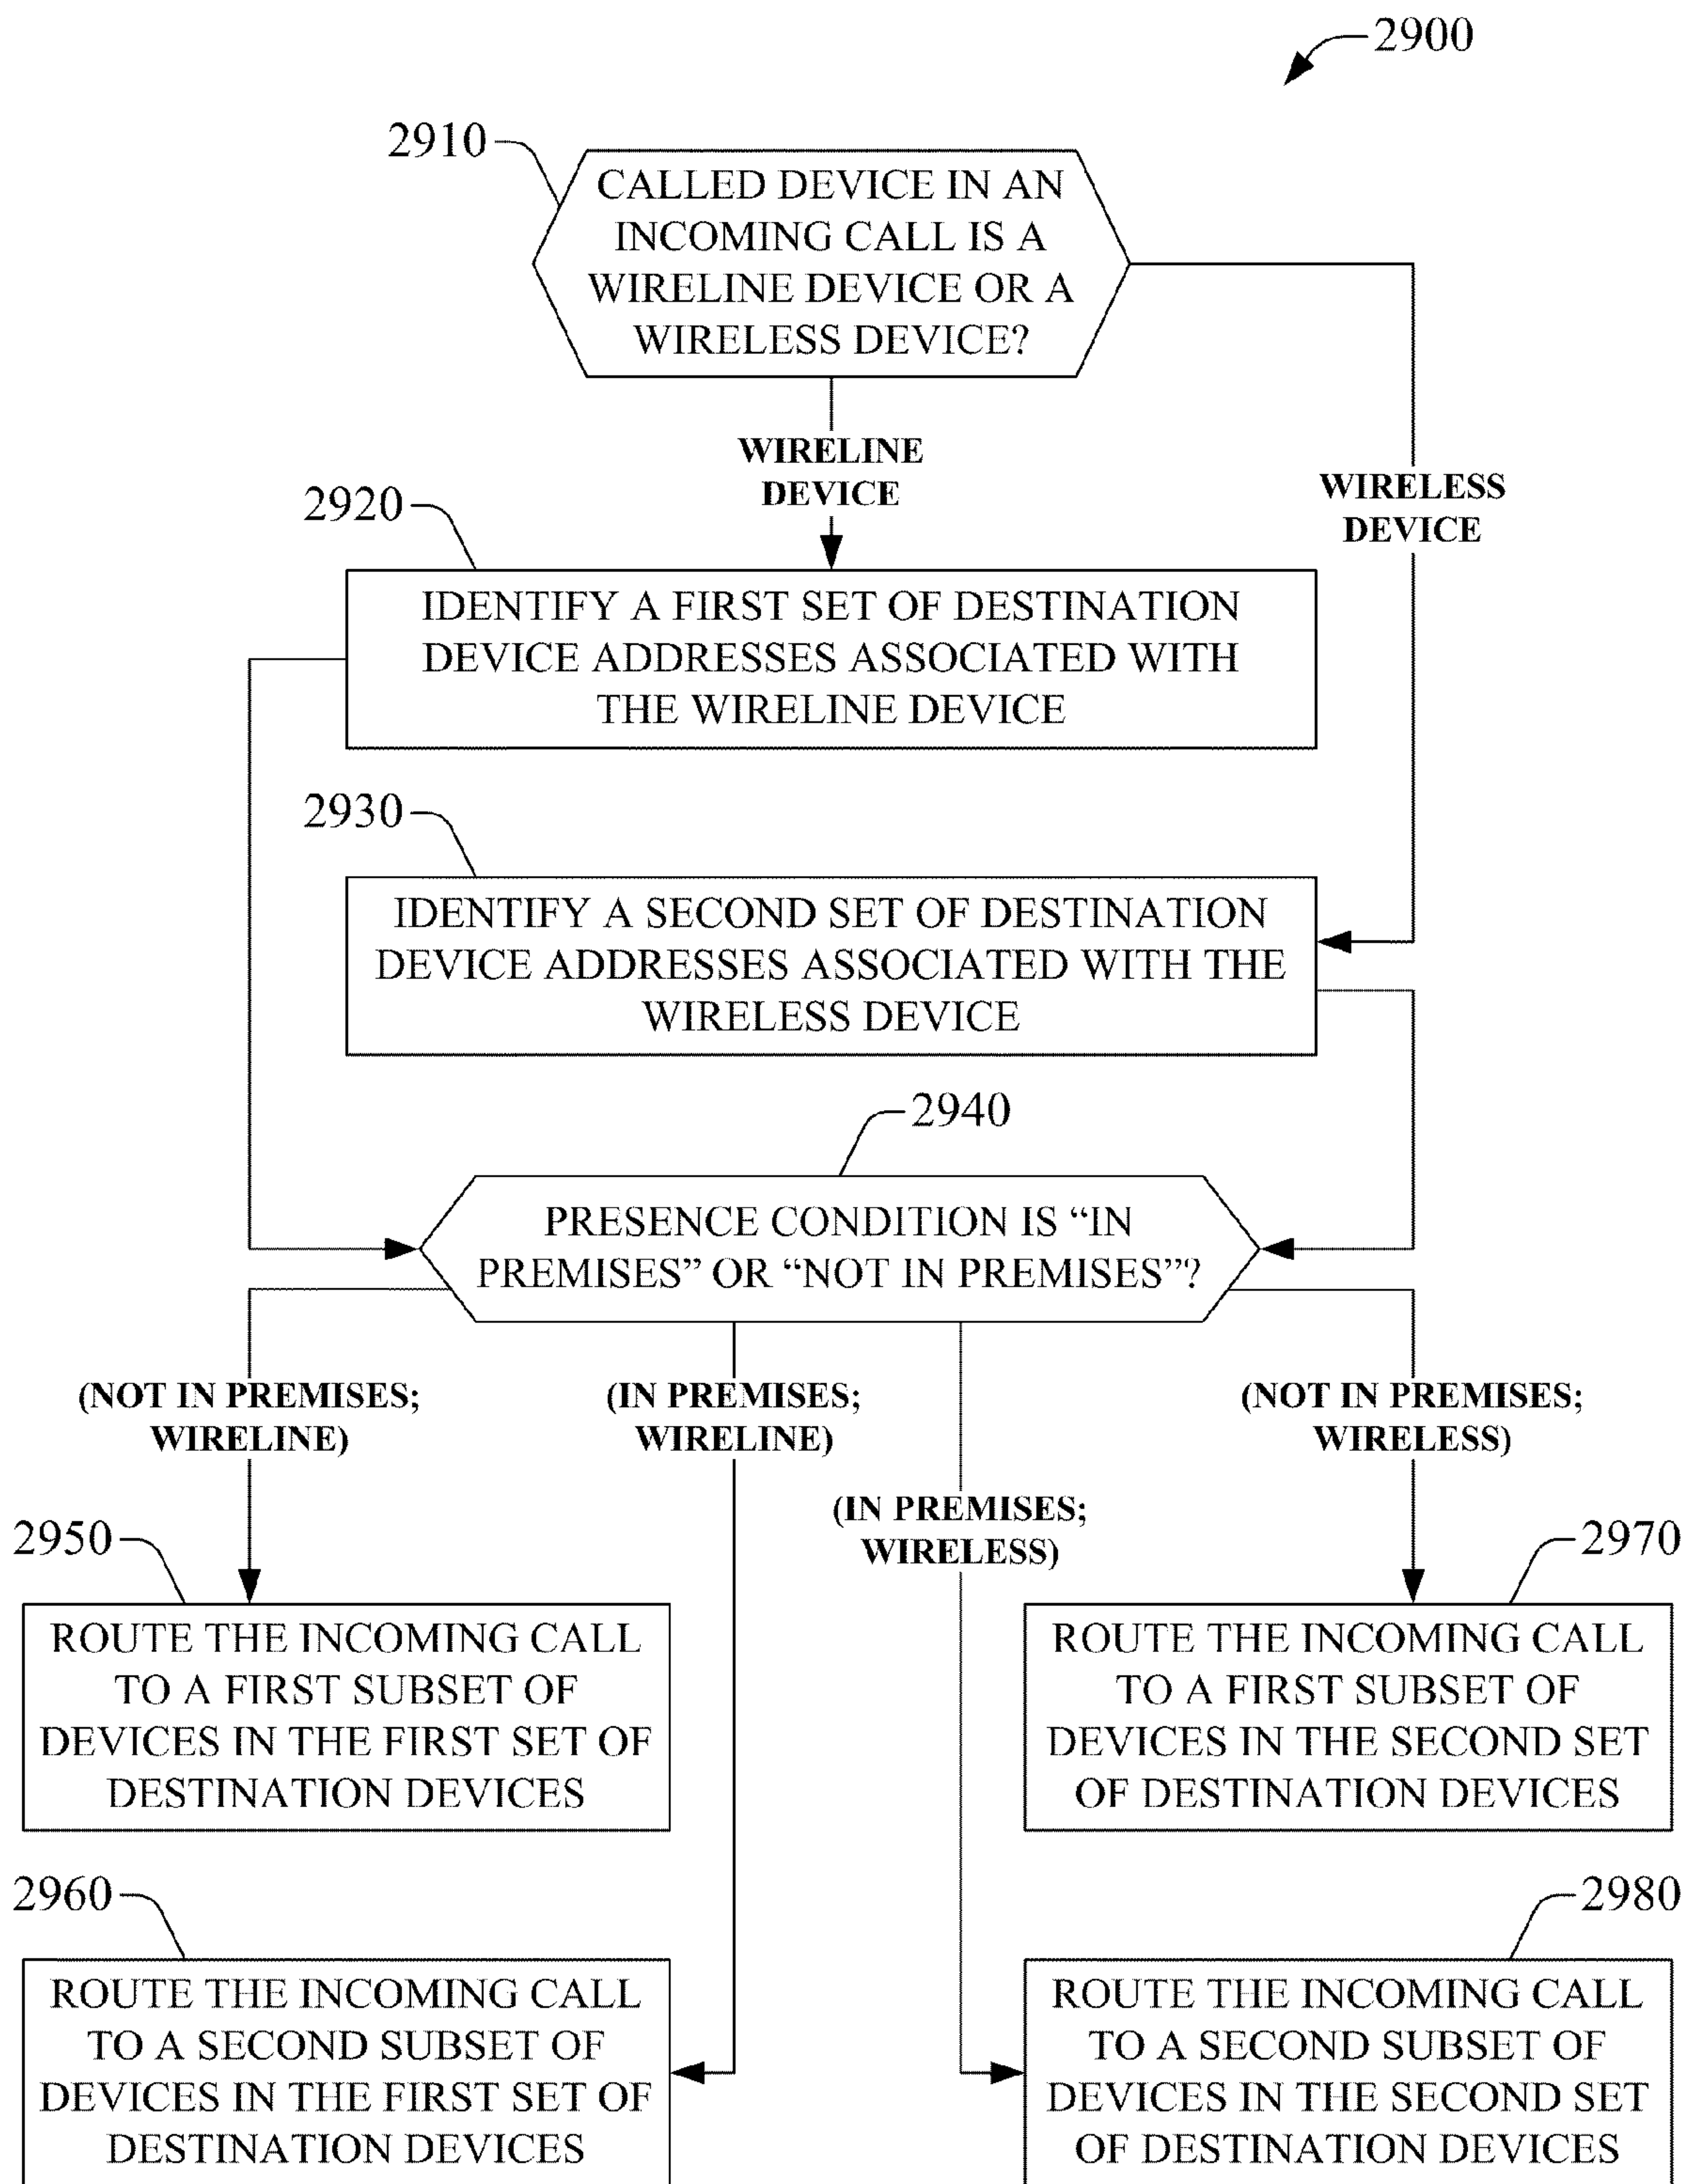 2900
2910
CALLED DEVICE IN AN
INCOMING CALL IS A
WIRELINE DEVICE OR A
WIRELESS DEVICE?
WIRELINE
DEVICE
WIRELESS
DEVICE
2920
IDENTIFY A FIRST SET OF DESTINATION
DEVICE ADDRESSES ASSOCIATED WITH
THE WIRELINE DEVICE
2930
IDENTIFY A SECOND SET OF DESTINATION
DEVICE ADDRESSES ASSOCIATED WITH THE
WIRELESS DEVICE
2940
PRESENCE CONDITION IS “IN
PREMISES” OR “NOT IN PREMISES”?
(NOT IN PREMISES;
WIRELINE)
(IN PREMISES;
WIRELINE)
(IN PREMISES;
WIRELESS)
(NOT IN PREMISES;
WIRELESS)
2950
ROUTE THE INCOMING CALL
TO A FIRST SUBSET OF
DEVICES IN THE FIRST SET OF
DESTINATION DEVICES
2970
ROUTE THE INCOMING CALL
TO A FIRST SUBSET OF
DEVICES IN THE SECOND SET
OF DESTINATION DEVICES
2960
ROUTE THE INCOMING CALL
TO A SECOND SUBSET OF
DEVICES IN THE FIRST SET OF
DESTINATION DEVICES
2980
ROUTE THE INCOMING CALL
TO A SECOND SUBSET OF
DEVICES IN THE SECOND SET
OF DESTINATION DEVICES